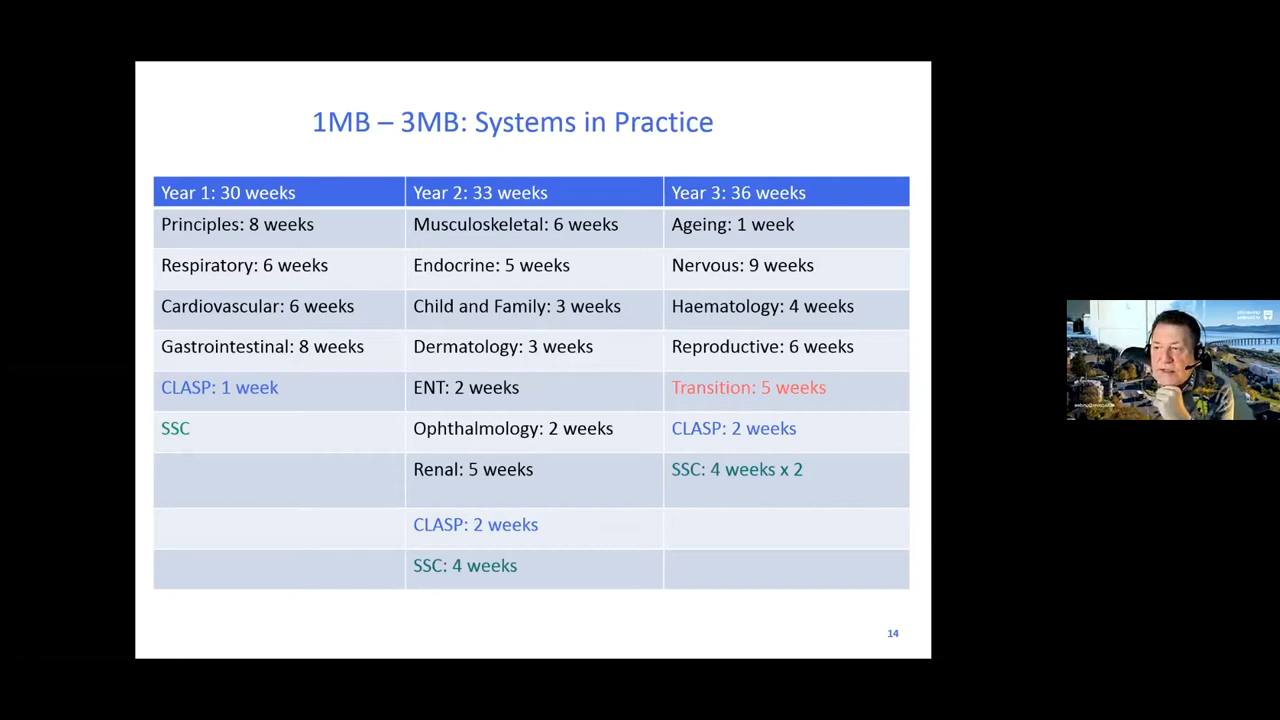 1MB – 3MB: Systems in Practice
Year 1: 30 weeks Year 2: 33 weeks Year 3: 36 weeks
Principles: 8 weeks Musculoskeletal: 6 weeks Ageing: 1 week
Respiratory: 6 weeks Endocrine: 5 weeks Nervous: 9 weeks
Cardiovascular: 6 weeks Child and Family: 3 weeks Haematology: 4 weeks
Gastrointestinal: 8 weeks Dermatology: 3 weeks Reproductive: 6 weeks
CLASP: 1 week ENT: 2 weeks Transition: 5 weeks
SSC Ophthalmology: 2 weeks CLASP: 2 weeks
Renal: 5 weeks SSC: 4 weeks x 2
CLASP: 2 weeks
SSC: 4 weeks
14